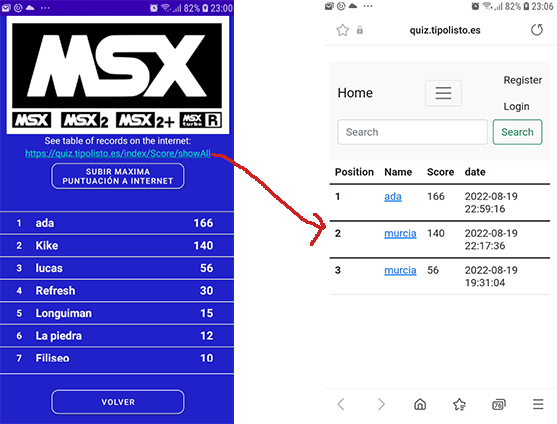 82% 23:00
MSX
MSX MSX 2 MSX 2+ MSX turbo R
See table of records on the internet:
https://quiz.tipolisto.es/index/Score/showAll
SUBIR MAXIMA
PUNTUACIÓN A INTERNET
1 ada 166
2 Kike 140
3 lucas 56
4 Refresh 30
5 Longuiman 15
6 La piedra 12
7 Filiseo 10
VOLVER
82% 23:06
quiz.tipolisto.es
Home
Register
Login
Search Search
Position Name Score date
1 ada 166 2022-08-19
22:59:16
2 murcia 140 2022-08-19
22:17:36
3 murcia 56 2022-08-19
19:31:04
76